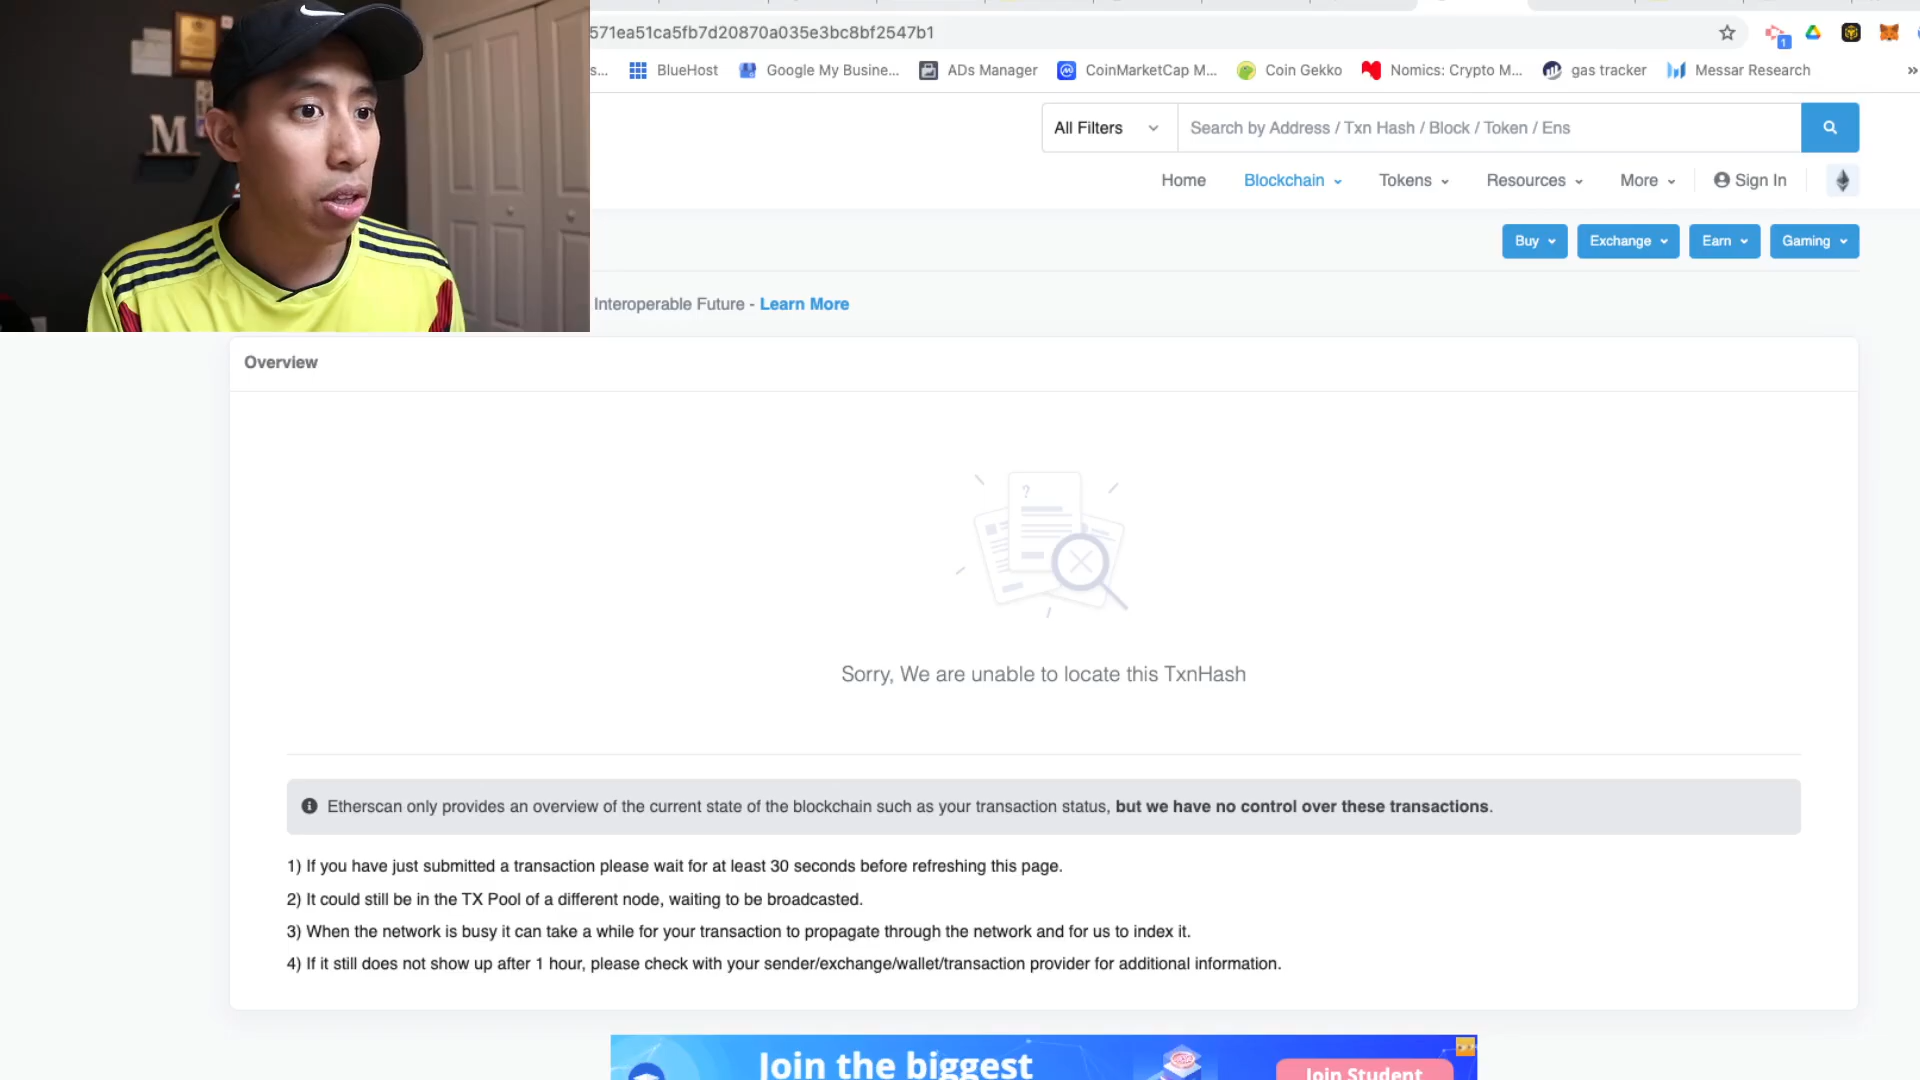 571ea51ca5fb7d20870a035e3bc8bf2547b1
1
s...
BlueHost
Google My Busine...
ADs Manager
CoinMarketCap M...
Coin Gekko
Nomics: Crypto M...
gas tracker
Messar Research
»
M
All Filters
Search by Address / Txn Hash / Block / Token / Ens
Home
Blockchain
Tokens
Resources
More
Sign In
Buy
Exchange
Earn
Gaming
Interoperable Future - Learn More
Overview
?
Sorry, We are unable to locate this TxnHash
Etherscan only provides an overview of the current state of the blockchain such as your transaction status, but we have no control over these transactions.
1) If you have just submitted a transaction please wait for at least 30 seconds before refreshing this page.
2) It could still be in the TX Pool of a different node, waiting to be broadcasted.
3) When the network is busy it can take a while for your transaction to propagate through the network and for us to index it.
4) If it still does not show up after 1 hour, please check with your sender/exchange/wallet/transaction provider for additional information.
Join the biggest
Join Student